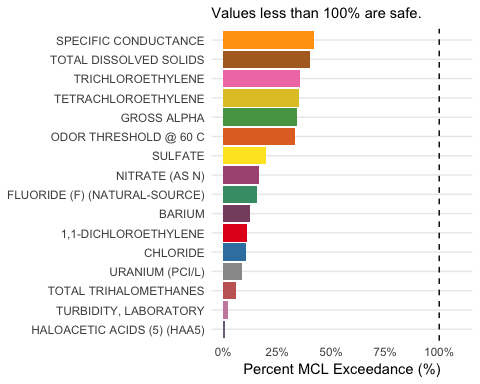 Values less than 100% are safe.
SPECIFIC CONDUCTANCE
TOTAL DISSOLVED SOLIDS
TRICHLOROETHYLENE
TETRACHLOROETHYLENE
GROSS ALPHA
ODOR THRESHOLD @ 60 C
SULFATE
NITRATE (AS N)
FLUORIDE (F) (NATURAL-SOURCE)
BARIUM
1,1-DICHLOROETHYLENE
CHLORIDE
URANIUM (PCI/L)
TOTAL TRIHALOMETHANES
TURBIDITY, LABORATORY
HALOACETIC ACIDS (5) (HAA5)
0% 25% 50% 75% 100%
Percent MCL Exceedance (%)